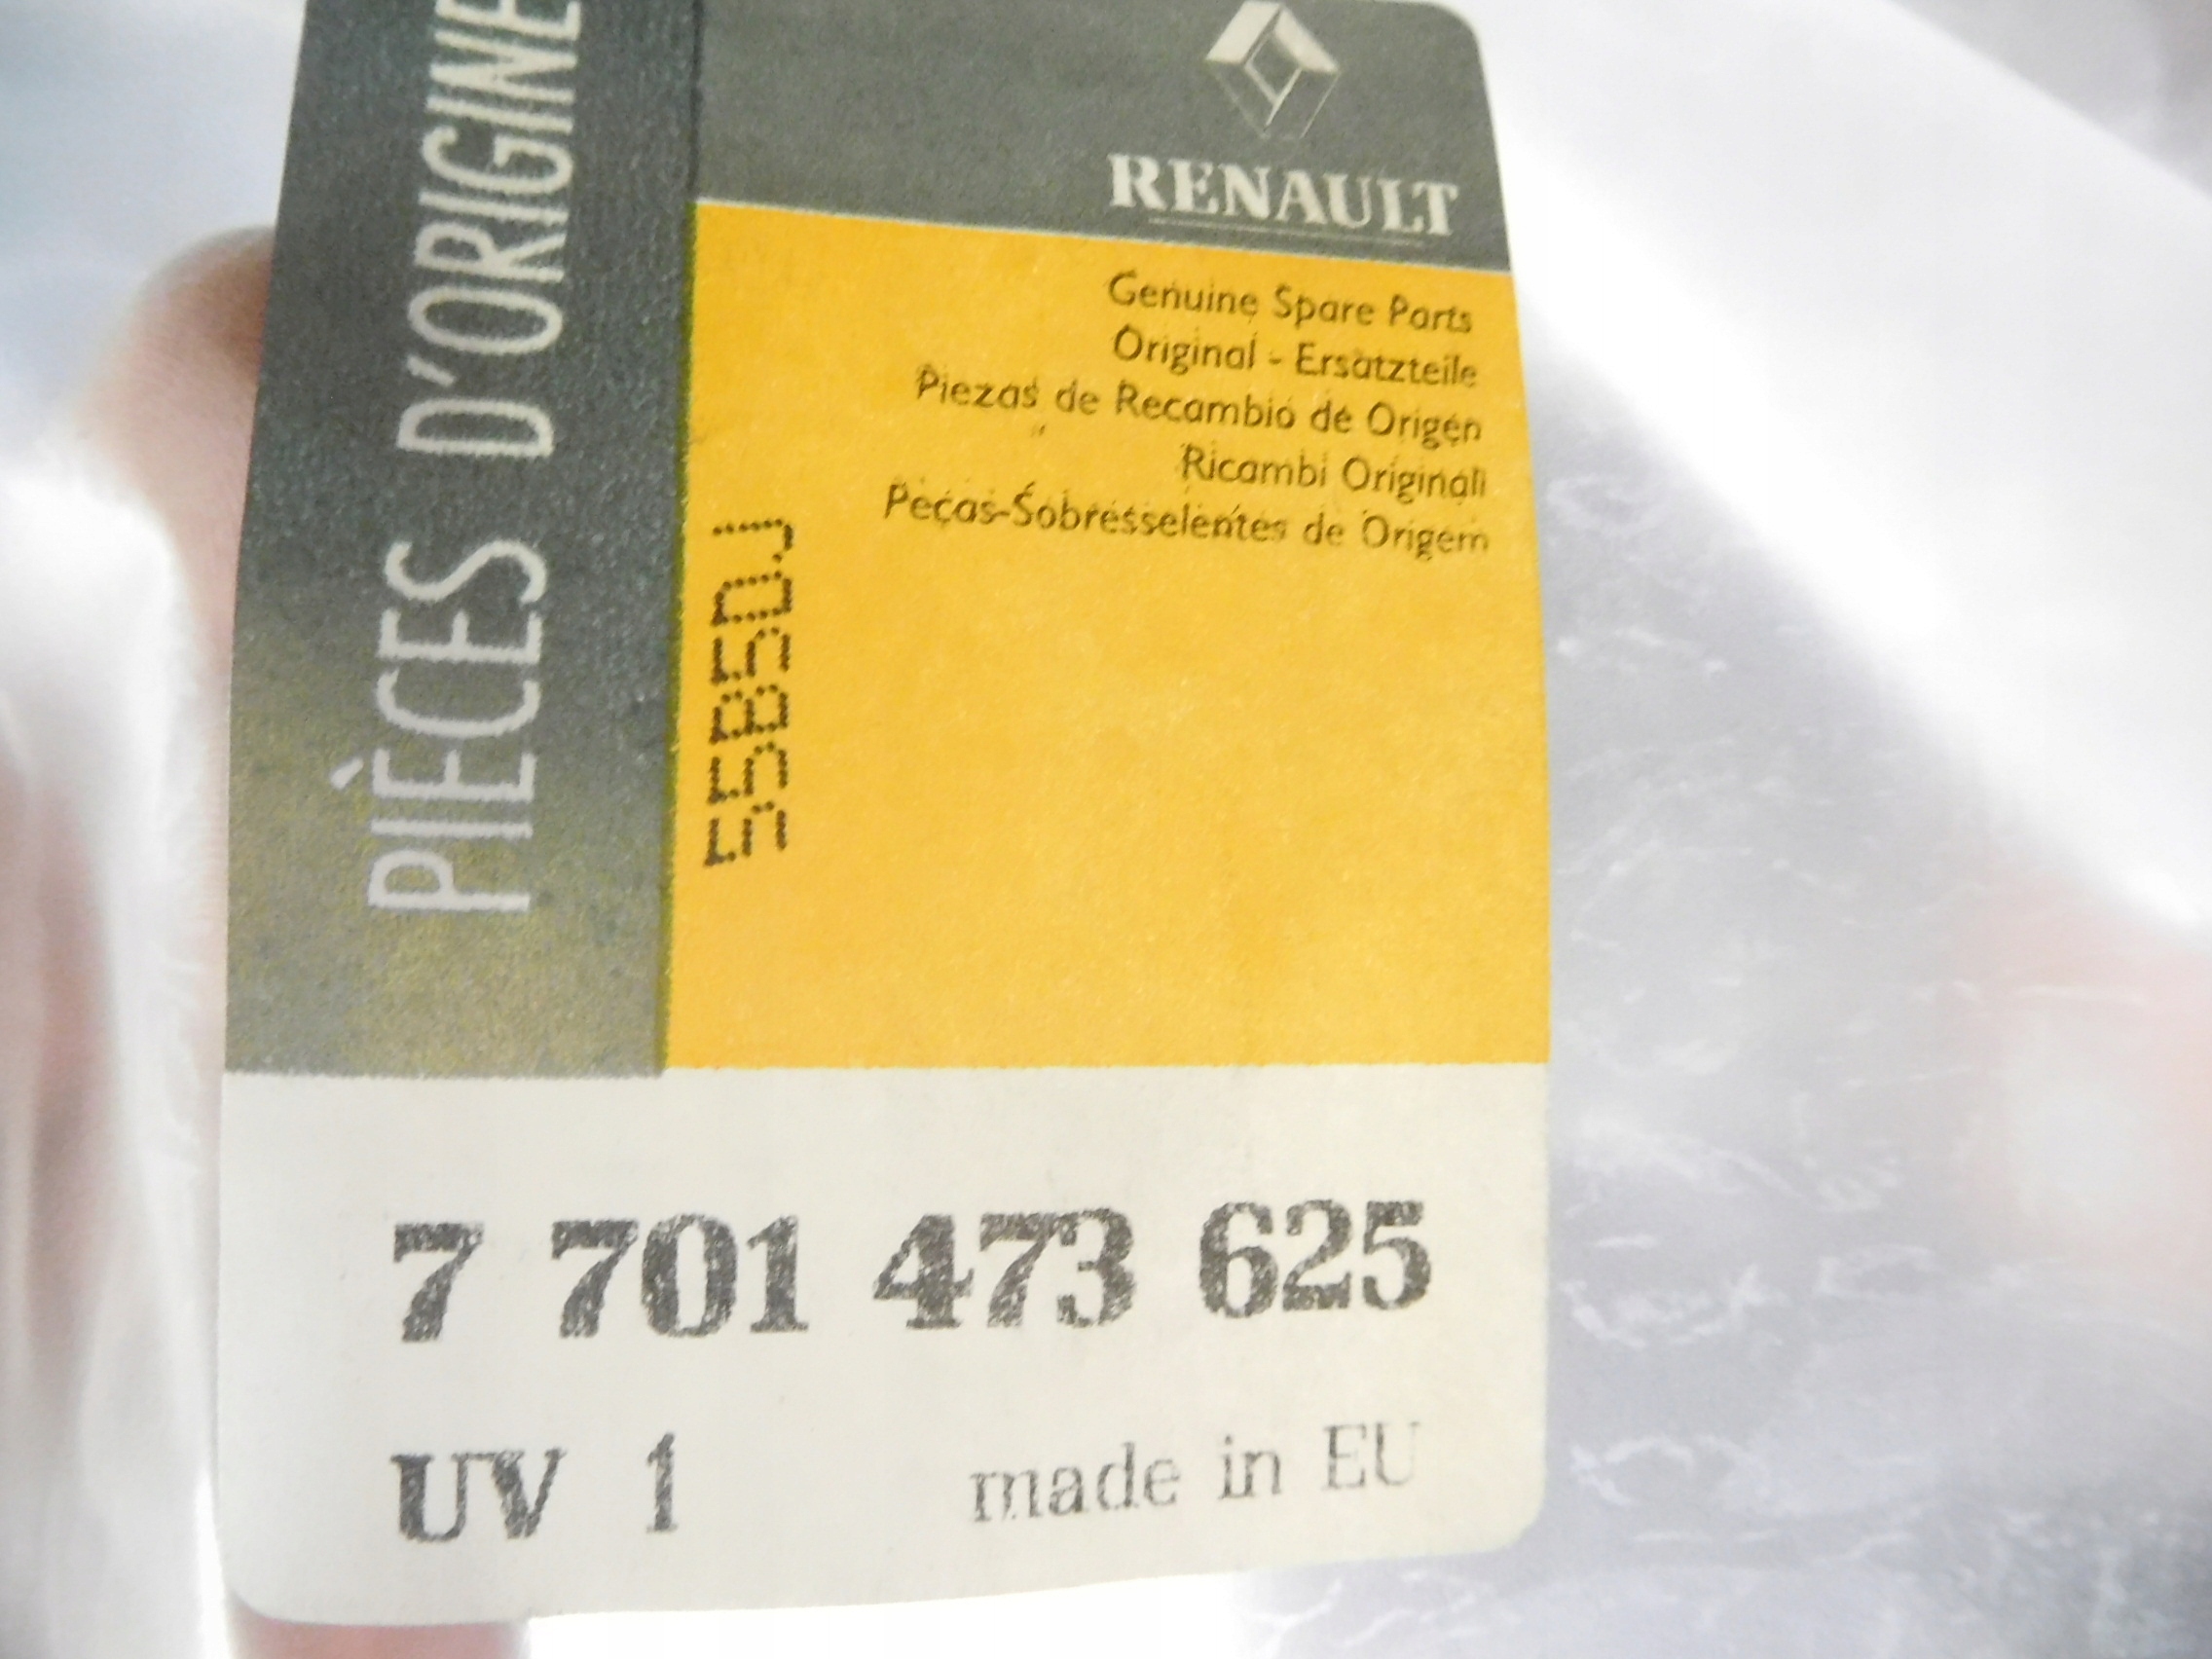 PIÈCES D'ORIGINE
RENAULT
Genuine Spare Parts
Original - Ersatzteile
Piezas de Recambio de Origen
Ricambi Originali
Peças-Sobresselentes de Origem
55850J
7 701 473 625
UV 1 made in EU